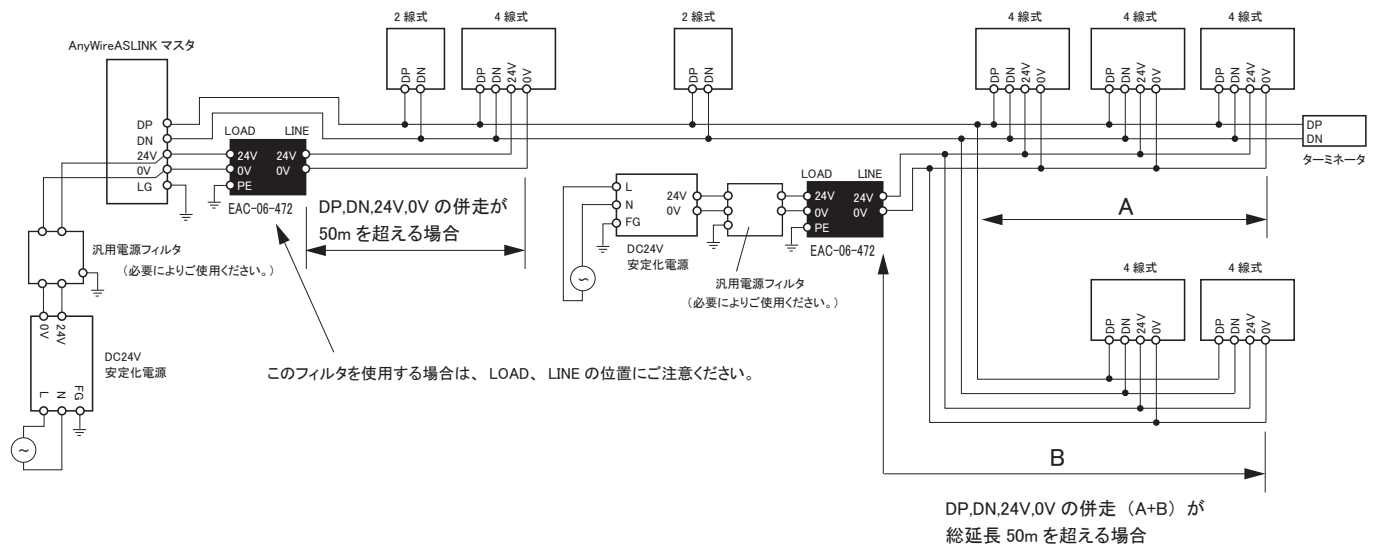 2 線式
4 線式
2 線式
4 線式
4 線式
4 線式
AnyWireASLINK マスタ
DP
DN
24V
0V
LG
DP
DN
DP
DN
24V
0V
DP
DN
DP
DN
24V
0V
DP
DN
24V
0V
DP
DN
24V
0V
DP
DN
ターミネータ
LOAD
LINE
24V
24V
0V
0V
PE
EAC-06-472
DP,DN,24V,0V の併走が
50m を超える場合
汎用電源フィルタ
（必要によりご使用ください。）
0V
24V
DC24V
安定化電源
L
N
FG
~
このフィルタを使用する場合は、 LOAD、 LINE の位置にご注意ください。
L
N
FG
24V
0V
DC24V
安定化電源
~
汎用電源フィルタ
（必要によりご使用ください。）
LOAD
LINE
24V
24V
0V
0V
PE
EAC-06-472
A
4 線式
4 線式
DP
DN
24V
0V
DP
DN
24V
0V
B
DP,DN,24V,0V の併走（A+B）が
総延長 50m を超える場合